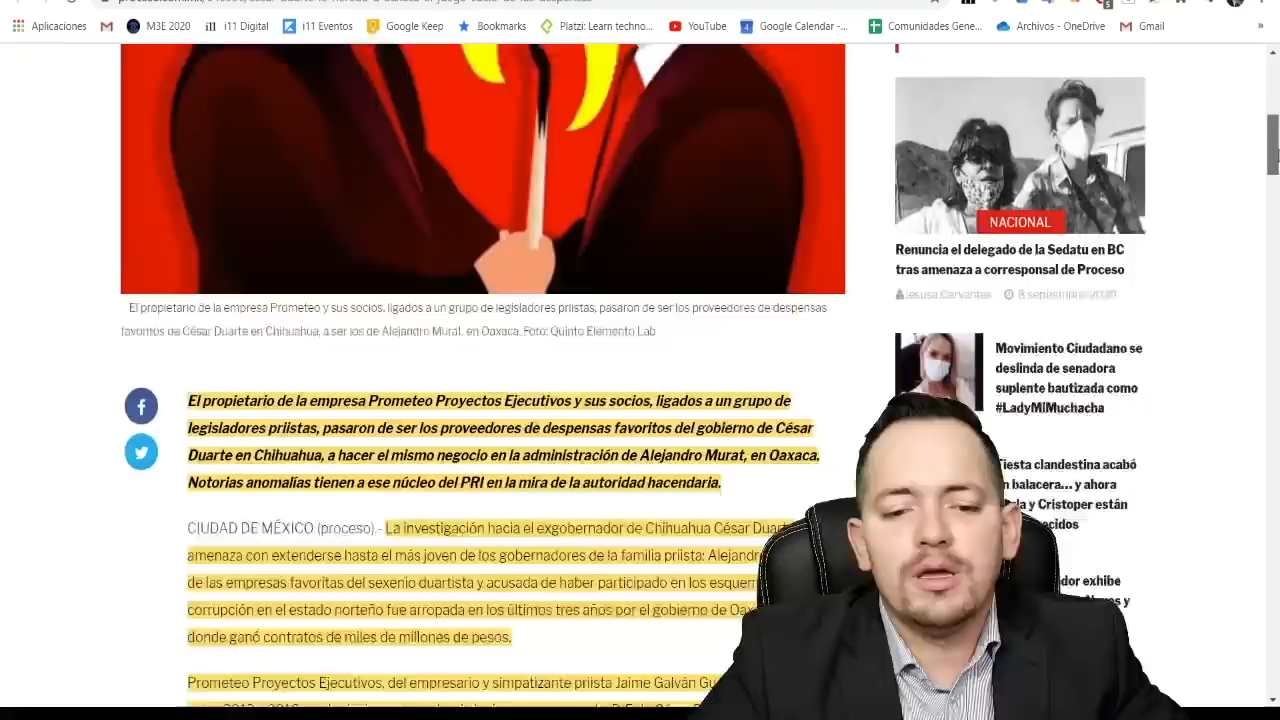 Aplicaciones
M3E 2020
i11 Digital
i11 Eventos
Google Keep
Bookmarks
Platzi: Learn techno...
YouTube
Google Calendar -...
Comunidades Gene...
Archivos - OneDrive
Gmail
»
El propietario de la empresa Prometeo y sus socios, ligados a un grupo de legisladores priistas, pasaron de ser los proveedores de despensas
favoritos de César Duarte en Chihuahua, a ser los de Alejandro Murat, en Oaxaca. Foto: Quinto Elemento Lab
El propietario de la empresa Prometeo Proyectos Ejecutivos y sus socios, ligados a un grupo de
legisladores priistas, pasaron de ser los proveedores de despensas favoritos del gobierno de César
Duarte en Chihuahua, a hacer el mismo negocio en la administración de Alejandro Murat, en Oaxaca.
Notorias anomalías tienen a ese núcleo del PRI en la mira de la autoridad hacendaria.
CIUDAD DE MÉXICO (proceso).- La investigación hacia el exgobernador de Chihuahua César Duart
amenaza con extenderse hasta el más joven de los gobernadores de la familia priista: Alejandr
de las empresas favoritas del sexenio duartista y acusada de haber participado en los esquem
corrupción en el estado norteño fue arropada en los últimos tres años por el gobierno de Oax
donde ganó contratos de miles de millones de pesos.
Prometeo Proyectos Ejecutivos, del empresario y simpatizante priista Jaime Galván Gu
NACIONAL
Renuncia el delegado de la Sedatu en BC
tras amenaza a corresponsal de Proceso
Jesusa Cervantes 8 septiembre 2020
Movimiento Ciudadano se
deslinda de senadora
suplente bautizada como
#LadyMiMuchacha
Fiesta clandestina acabó
n balacera... y ahora
la y Cristoper están
ecidos
dor exhibe